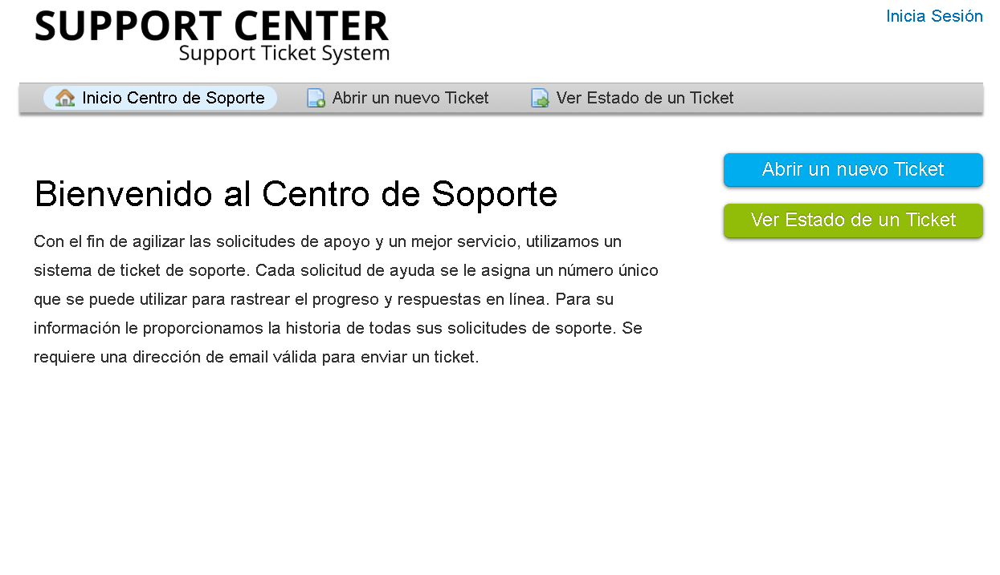 SUPPORT CENTER
Support Ticket System
Inicia Sesión
Inicio Centro de Soporte
Abrir un nuevo Ticket
Ver Estado de un Ticket
Bienvenido al Centro de Soporte
Con el fin de agilizar las solicitudes de apoyo y un mejor servicio, utilizamos un
sistema de ticket de soporte. Cada solicitud de ayuda se le asigna un número único
que se puede utilizar para rastrear el progreso y respuestas en línea. Para su
información le proporcionamos la historia de todas sus solicitudes de soporte. Se
requiere una dirección de email válida para enviar un ticket.
Abrir un nuevo Ticket
Ver Estado de un Ticket